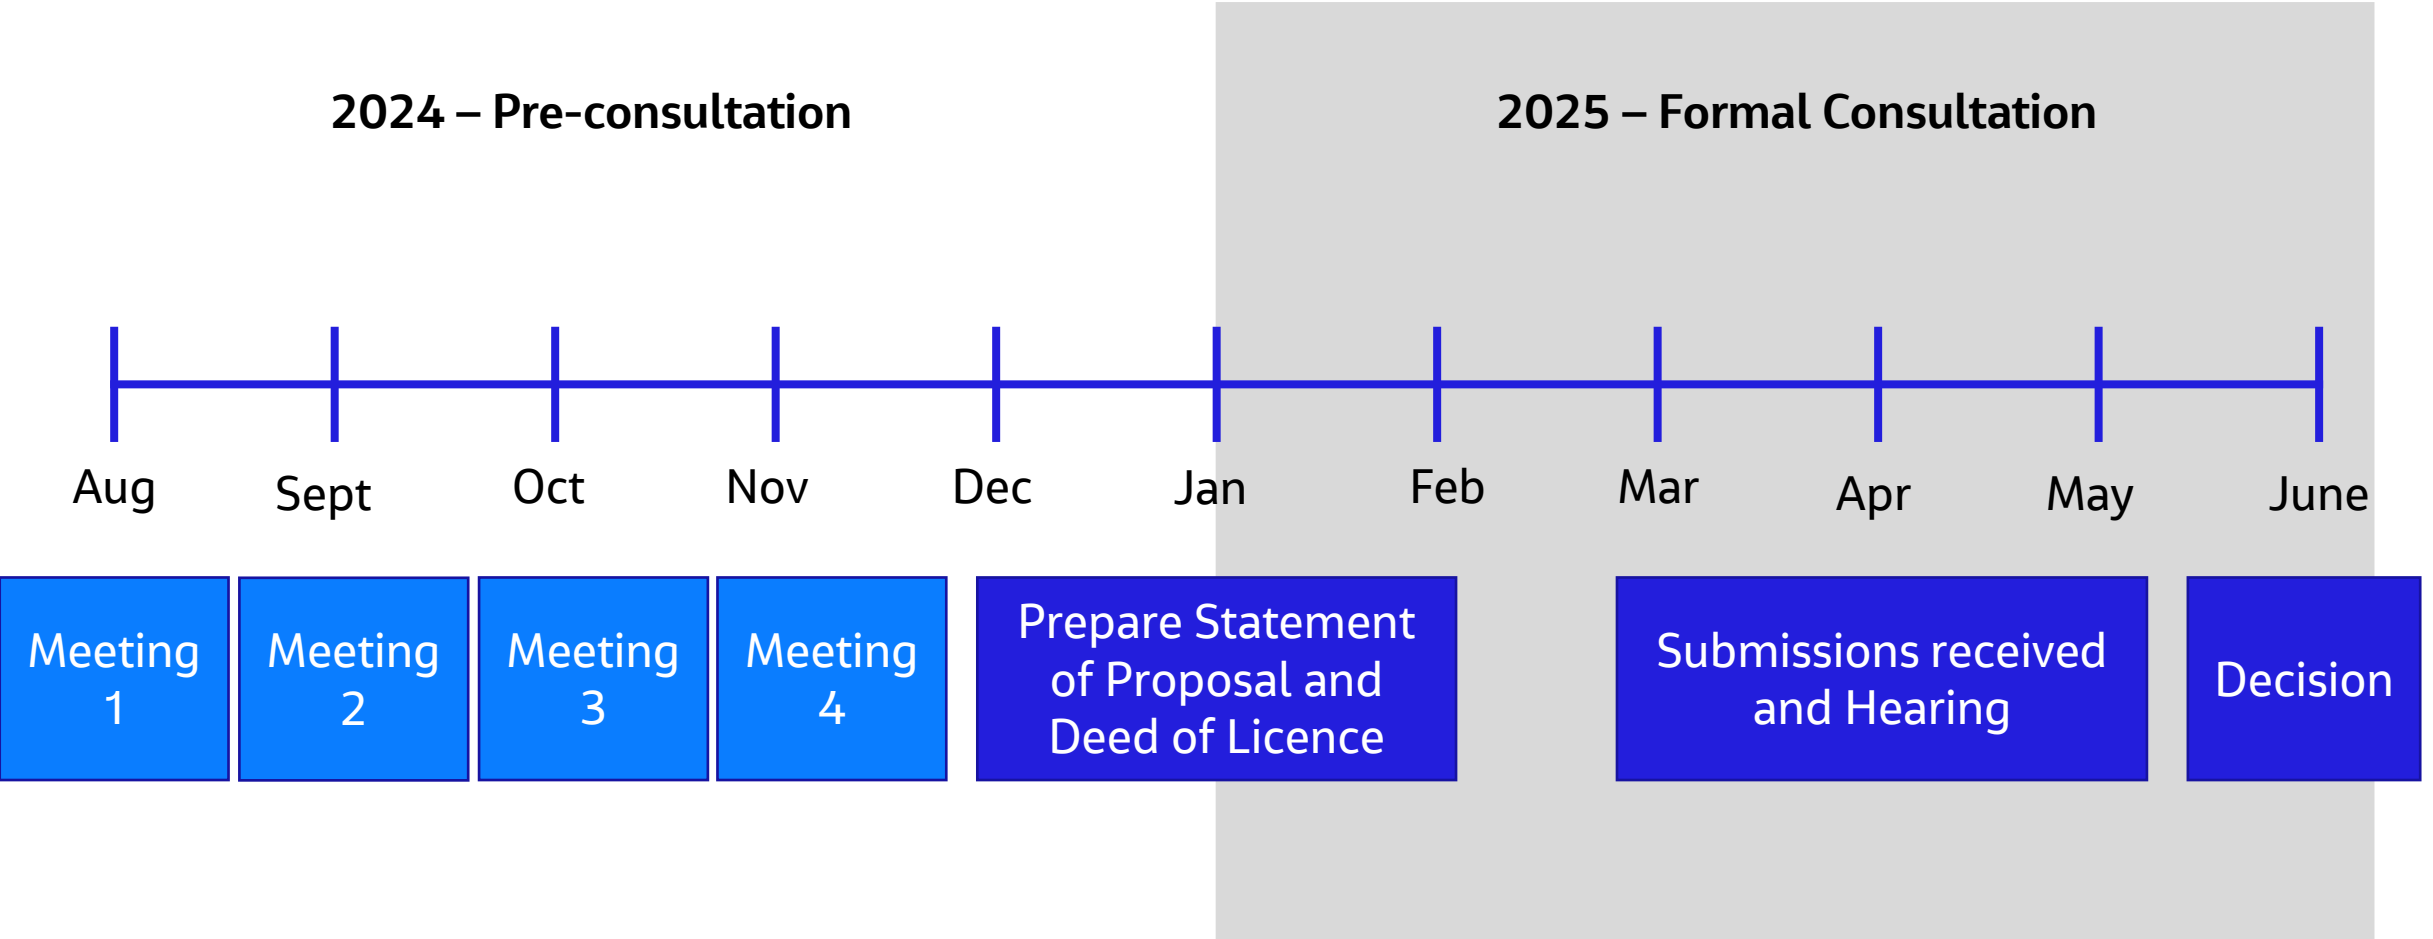 2024 – Pre-consultation
2025 – Formal Consultation
Aug
Sept
Oct
Nov
Dec
Jan
Feb
Mar
Apr
May
June
Meeting
1
Meeting
2
Meeting
3
Meeting
4
Prepare Statement
of Proposal and
Deed of Licence
Submissions received
and Hearing
Decision